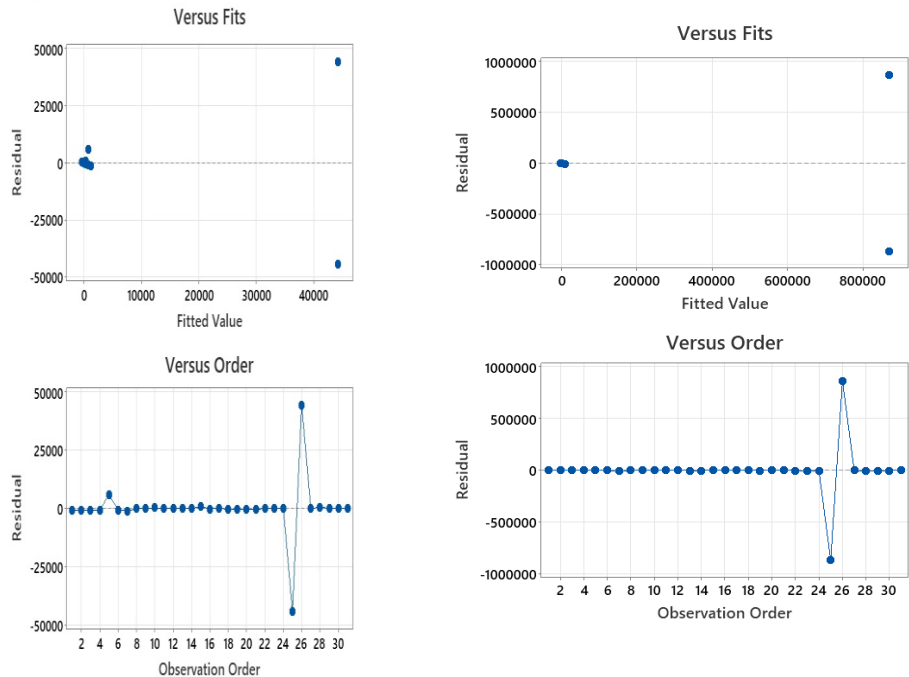 Versus Fits
50000
25000
0
-25000
-50000
Residual
0 10000 20000 30000 40000
Fitted Value
Versus Fits
1000000
500000
0
-500000
-1000000
Residual
0 200000 400000 600000 800000
Fitted Value
Versus Order
50000
25000
0
-25000
-50000
Residual
2 4 6 8 10 12 14 16 18 20 22 24 26 28 30
Observation Order
Versus Order
1000000
500000
0
-500000
-1000000
Residual
2 4 6 8 10 12 14 16 18 20 22 24 26 28 30
Observation Order